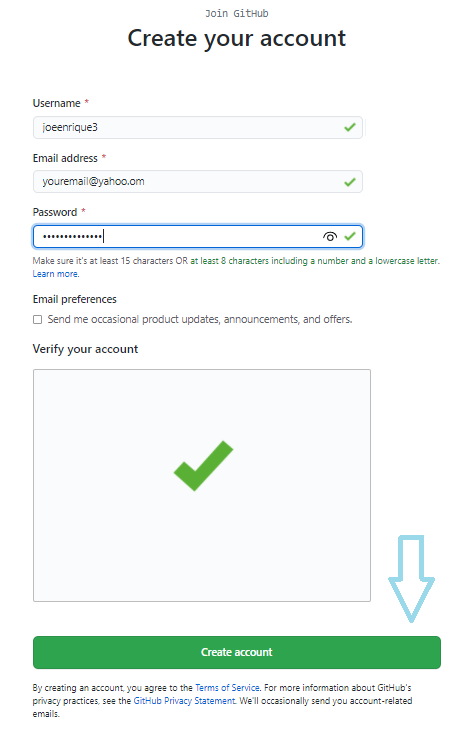 Join GitHub
Create your account
Username *
joeenrique3
Email address *
youremail@yahoo.om
Password *
••••••••••••••
Make sure it's at least 15 characters OR at least 8 characters including a number and a lowercase letter.
Learn more.
Email preferences
Send me occasional product updates, announcements, and offers.
Verify your account
Create account
By creating an account, you agree to the Terms of Service. For more information about GitHub's
privacy practices, see the GitHub Privacy Statement. We'll occasionally send you account-related
emails.